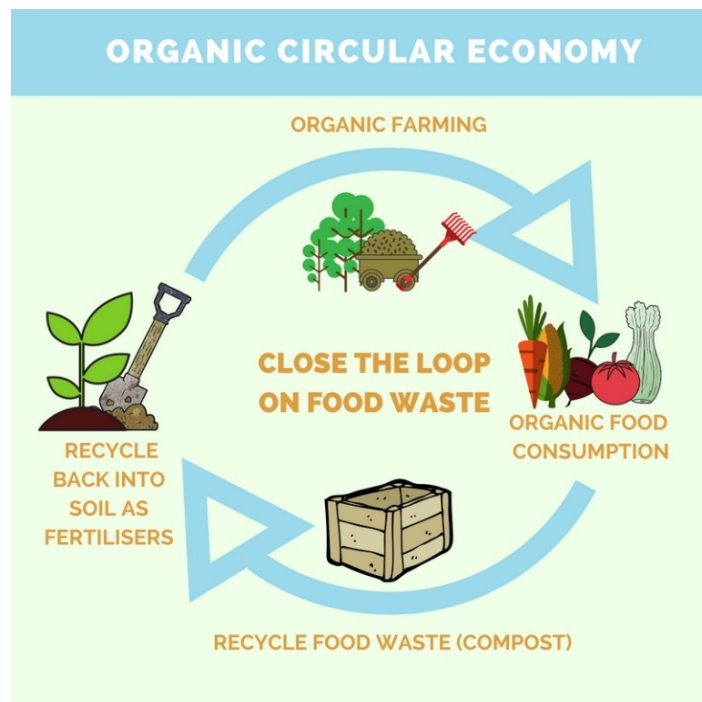 ORGANIC CIRCULAR ECONOMY
ORGANIC FARMING
CLOSE THE LOOP
ON FOOD WASTE
ORGANIC FOOD
CONSUMPTION
RECYCLE
BACK INTO
SOIL AS
FERTILISERS
RECYCLE FOOD WASTE (COMPOST)